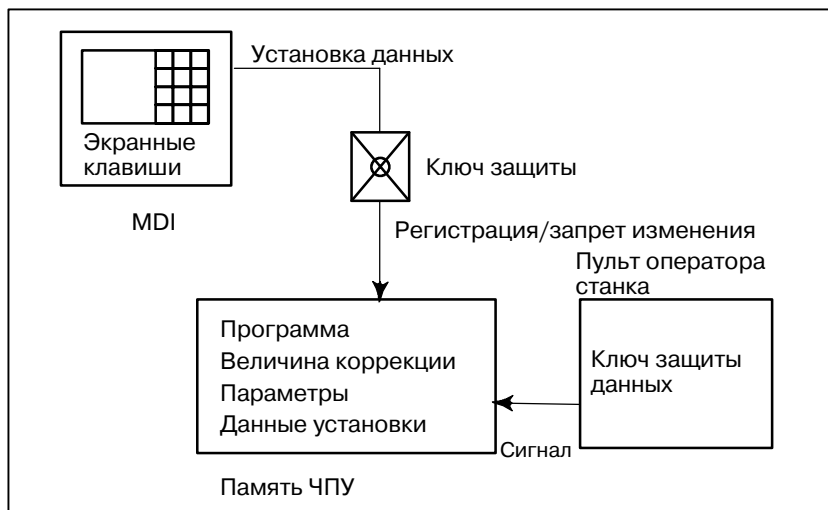 Установка данных
Экранные
клавиши
MDI
Ключ защиты
Регистрация/запрет изменения
Пульт оператора
станка
Программа
Величина коррекции
Параметры
Данные установки
Ключ защиты
данных
Сигнал
Память ЧПУ